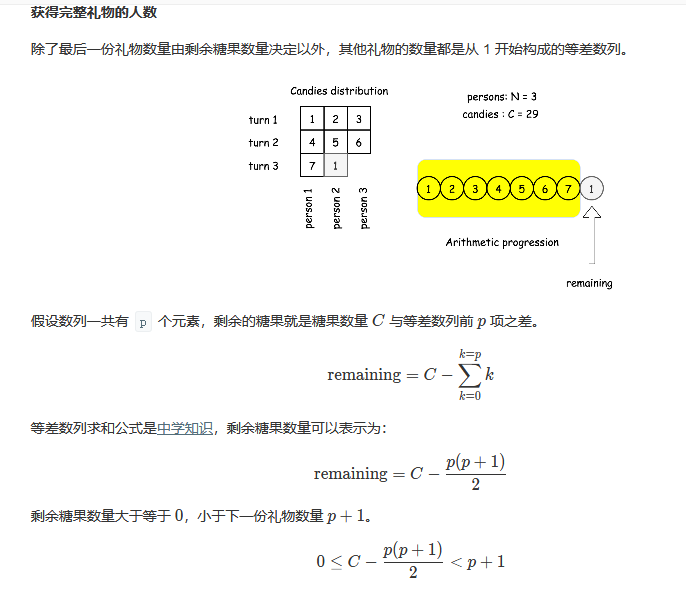 获得完整礼物的人数
除了最后一份礼物数量由剩余糖果数量决定以外，其他礼物的数量都是从 1 开始构成的等差数列。
Candies distribution
turn 1 1 2 3
turn 2 4 5 6
turn 3 7 1
person 1 person 2 person 3
persons: N = 3
candies : C = 29
1 2 3 4 5 6 7 1
Arithmetic progression
remaining
假设数列一共有 p 个元素，剩余的糖果就是糖果数量 C 与等差数列前 p 项之差。
remaining = C − ∑_{k=0}^{k=p} k
等差数列求和公式是中学知识，剩余糖果数量可以表示为：
remaining = C − p(p + 1)/2
剩余糖果数量大于等于 0，小于下一份礼物数量 p + 1。
0 ≤ C − p(p + 1)/2 < p + 1